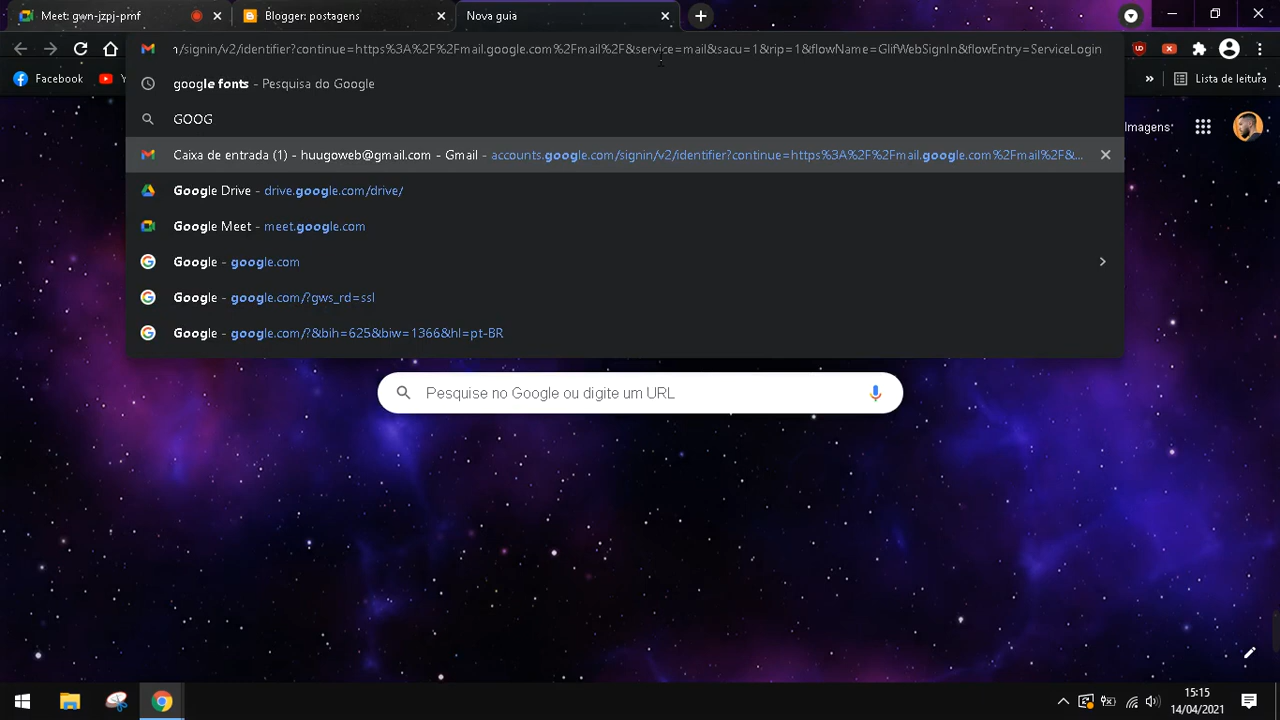 Meet: gwn-jzpj-pmf
Blogger: postagens
Nova guia
n/signin/v2/identifier?continue=https%3A%2F%2Fmail.google.com%2Fmail%2F&service=mail&sacu=1&rip=1&flowName=GlifWebSignIn&flowEntry=ServiceLogin
Facebook
Lista de leitura
google fonts - Pesquisa do Google
GOOG
Imagens
Caixa de entrada (1) - huugoweb@gmail.com - Gmail - accounts.google.com/signin/v2/identifier?continue=https%3A%2F%2Fmail.google.com%2Fmail%2F&...
Google Drive - drive.google.com/drive/
Google Meet - meet.google.com
Google - google.com
Google - google.com/?gws_rd=ssl
Google - google.com/?&bih=625&biw=1366&hl=pt-BR
Pesquise no Google ou digite um URL
15:15
14/04/2021